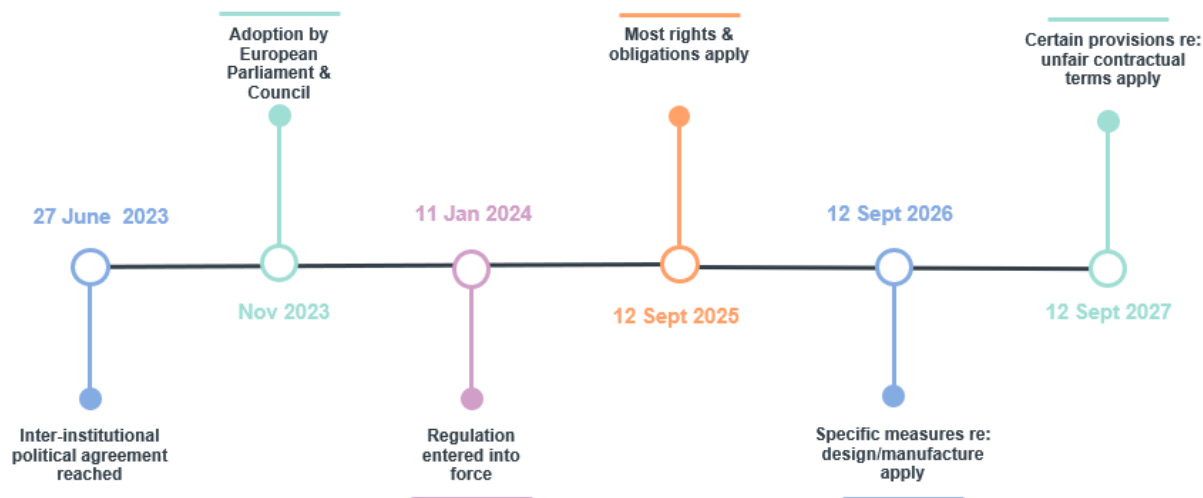 27 June 2023
Inter-institutional
political agreement
reached
Adoption by
European
Parliament &
Council
Nov 2023
11 Jan 2024
Regulation
entered into
force
Most rights &
obligations apply
12 Sept 2025
12 Sept 2026
Specific measures re:
design/manufacture
apply
Certain provisions re:
unfair contractual
terms apply
12 Sept 2027